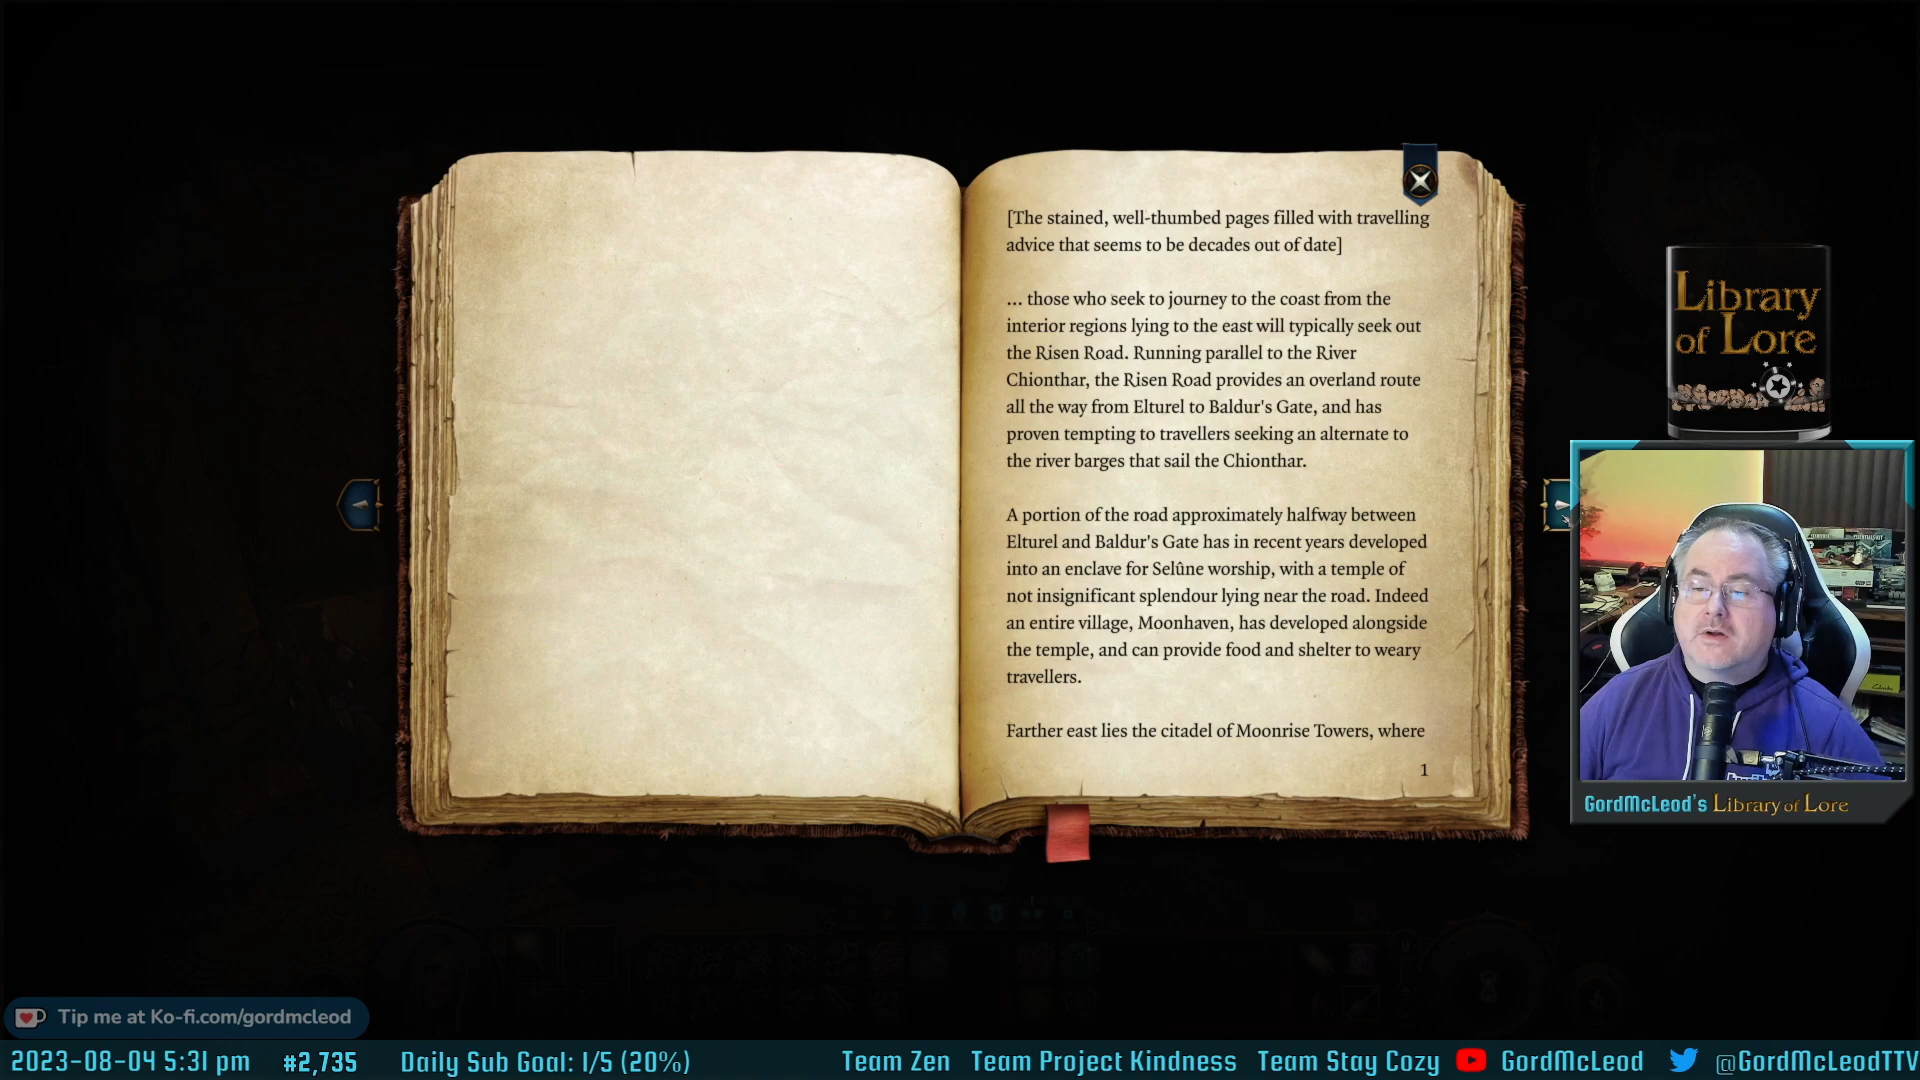 [The stained, well-thumbed pages filled with travelling
advice that seems to be decades out of date]
... those who seek to journey to the coast from the
interior regions lying to the east will typically seek out
the Risen Road. Running parallel to the River
Chionthar, the Risen Road provides an overland route
all the way from Elturel to Baldur's Gate, and has
proven tempting to travellers seeking an alternate to
the river barges that sail the Chionthar.
A portion of the road approximately halfway between
Elturel and Baldur's Gate has in recent years developed
into an enclave for Selûne worship, with a temple of
not insignificant splendour lying near the road. Indeed
an entire village, Moonhaven, has developed alongside
the temple, and can provide food and shelter to weary
travellers.
Farther east lies the citadel of Moonrise Towers, where
1
Library
of Lore
GordMcLeod's Library of Lore
Tip me at Ko-fi.com/gordmcleod
2023-08-04 5:31 pm #2,735 Daily Sub Goal: 1/5 (20%) Team Zen Team Project Kindness Team Stay Cozy GordMcLeod @GordMcLeodTTV